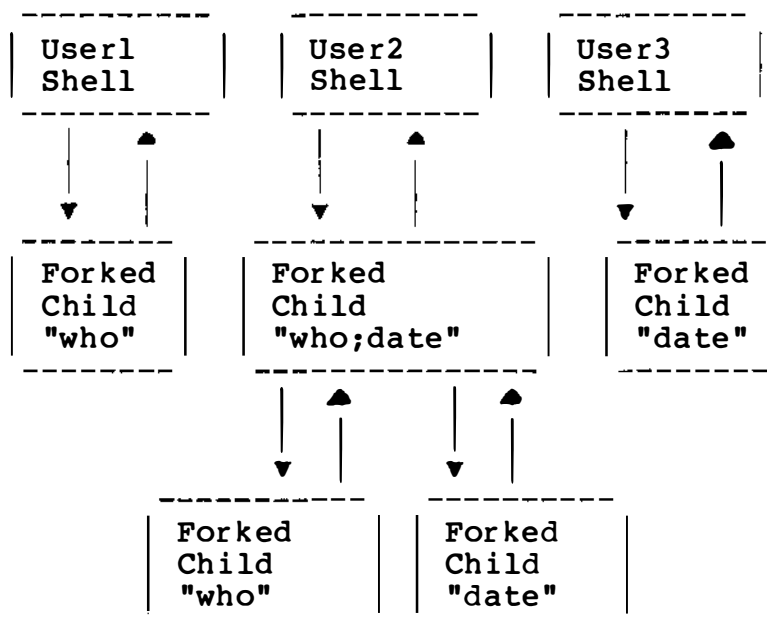 User1
Shell
User2
Shell
User3
Shell
Forked
Child
"who"
Forked
Child
"who;date"
Forked
Child
"date"
Forked
Child
"who"
Forked
Child
"date"